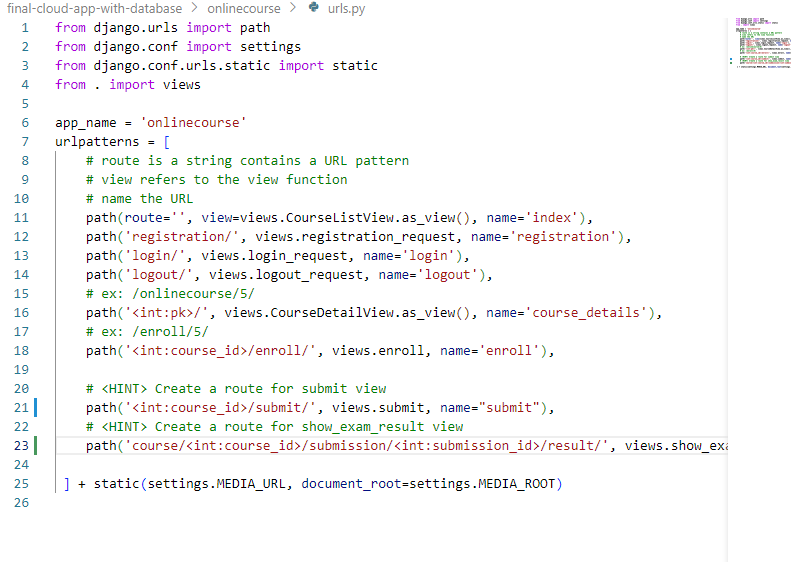 final-cloud-app-with-database > onlinecourse > urls.py
1 from django.urls import path
2 from django.conf import settings
3 from django.conf.urls.static import static
4 from . import views
5
6 app_name = 'onlinecourse'
7 urlpatterns = [
8 # route is a string contains a URL pattern
9 # view refers to the view function
10 # name the URL
11 path(route='', view=views.CourseListView.as_view(), name='index'),
12 path('registration/', views.registration_request, name='registration'),
13 path('login/', views.login_request, name='login'),
14 path('logout/', views.logout_request, name='logout'),
15 # ex: /onlinecourse/5/
16 path('<int:pk>/', views.CourseDetailView.as_view(), name='course_details'),
17 # ex: /enroll/5/
18 path('<int:course_id>/enroll/', views.enroll, name='enroll'),
19
20 # <HINT> Create a route for submit view
21 path('<int:course_id>/submit/', views.submit, name="submit"),
22 # <HINT> Create a route for show_exam_result view
23 path('course/<int:course_id>/submission/<int:submission_id>/result/', views.show_exa
24
25 ] + static(settings.MEDIA_URL, document_root=settings.MEDIA_ROOT)
26